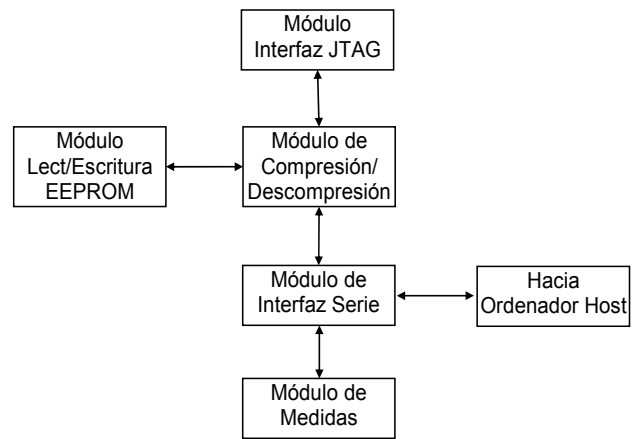 Módulo
Interfaz JTAG
Módulo
Lect/Escritura
EEPROM
Módulo de
Compresión/
Descompresión
Módulo de
Interfaz Serie
Hacia
Ordenador Host
Módulo de
Medidas